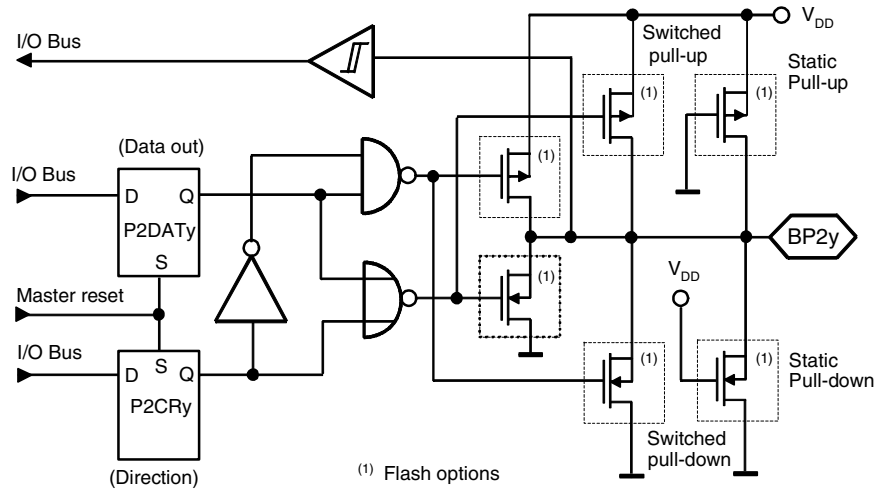 V_DD
I/O Bus
Switched
pull-up
Static
Pull-up
(1)
(1)
(Data out)
I/O Bus
D
Q
P2DATy
S
(1)
BP2y
V_DD
(1)
Master reset
I/O Bus
D
S
Q
P2CRy
(1)
(1)
Static
Pull-down
Switched
pull-down
(Direction)
(1) Flash options